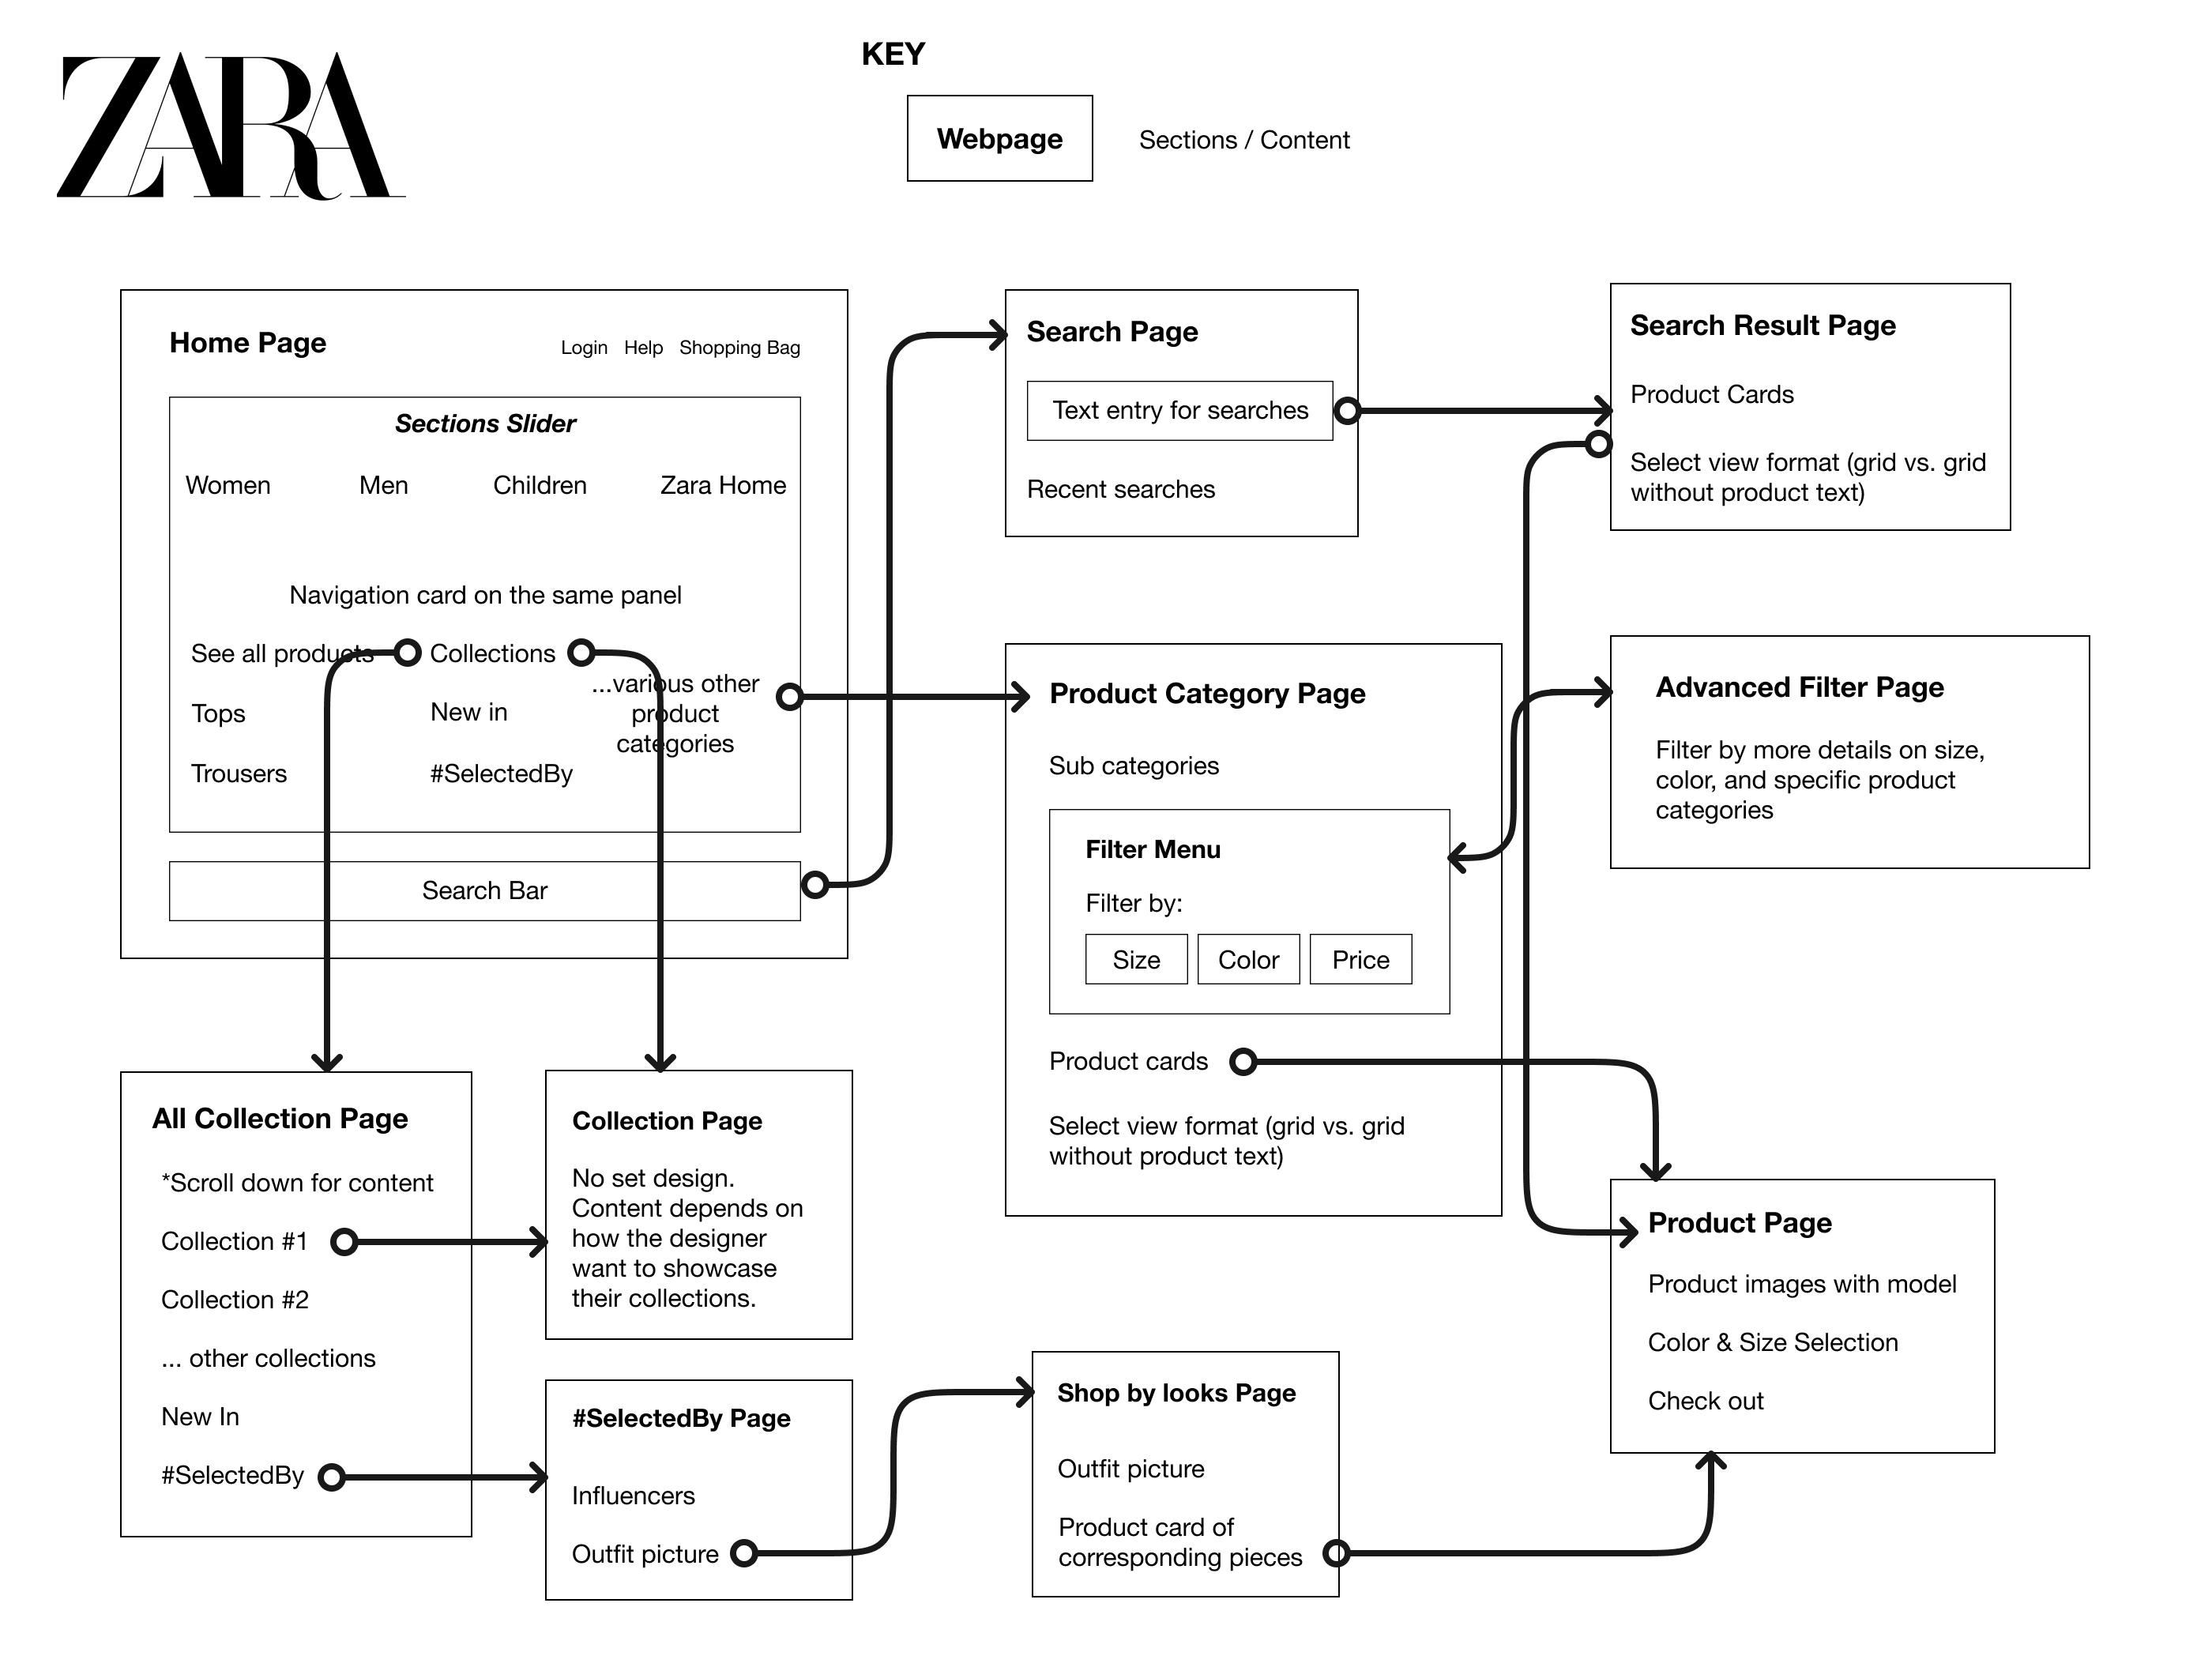 ZARA
KEY
Webpage
Sections / Content
Home Page
Login Help Shopping Bag
Sections Slider
Women Men Children Zara Home
Navigation card on the same panel
See all products
Collections
...various other
product
categories
Tops
New in
Trousers
#SelectedBy
Search Bar
Search Page
Text entry for searches
Recent searches
Search Result Page
Product Cards
Select view format (grid vs. grid
without product text)
Product Category Page
Sub categories
Filter Menu
Filter by:
Size Color Price
Product cards
Select view format (grid vs. grid
without product text)
Advanced Filter Page
Filter by more details on size,
color, and specific product
categories
All Collection Page
*Scroll down for content
Collection #1
Collection #2
... other collections
New In
#SelectedBy
Collection Page
No set design.
Content depends on
how the designer
want to showcase
their collections.
#SelectedBy Page
Influencers
Outfit picture
Shop by looks Page
Outfit picture
Product card of
corresponding pieces
Product Page
Product images with model
Color & Size Selection
Check out